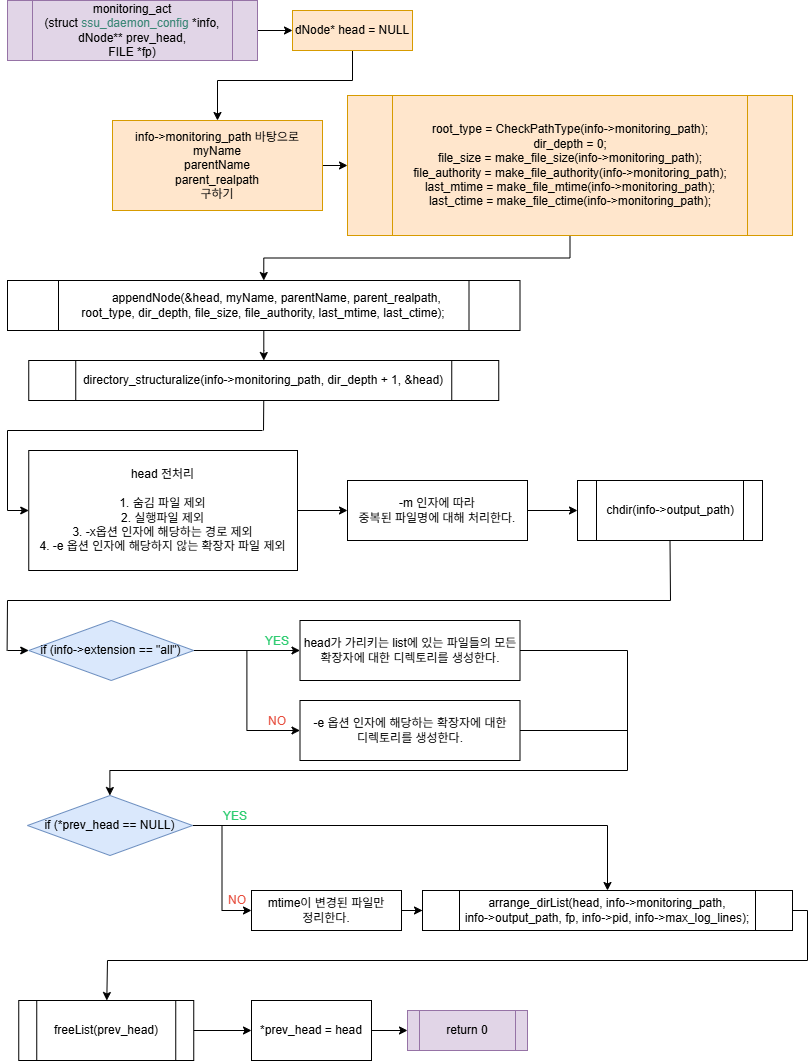 monitoring_act
(struct ssu_daemon_config *info,
dNode** prev_head,
FILE *fp)
dNode* head = NULL
info->monitoring_path 바탕으로
myName
parentName
parent_realpath
구하기
root_type = CheckPathType(info->monitoring_path);
dir_depth = 0;
file_size = make_file_size(info->monitoring_path);
file_authority = make_file_authority(info->monitoring_path);
last_mtime = make_file_mtime(info->monitoring_path);
last_ctime = make_file_ctime(info->monitoring_path);
appendNode(&head, myName, parentName, parent_realpath,
root_type, dir_depth, file_size, file_authority, last_mtime, last_ctime);
directory_structuralize(info->monitoring_path, dir_depth + 1, &head)
head 전처리
1. 숨김 파일 제외
2. 실행파일 제외
3. -x옵션 인자에 해당하는 경로 제외
4. -e 옵션 인자에 해당하지 않는 확장자 파일 제외
-m 인자에 따라
중복된 파일명에 대해 처리한다.
chdir(info->output_path)
if (info->extension == "all")
YES
head가 가리키는 list에 있는 파일들의 모든
확장자에 대한 디렉토리를 생성한다.
NO
-e 옵션 인자에 해당하는 확장자에 대한
디렉토리를 생성한다.
if (*prev_head == NULL)
YES
NO
mtime이 변경된 파일만
정리한다.
arrange_dirList(head, info->monitoring_path,
info->output_path, fp, info->pid, info->max_log_lines);
freeList(prev_head)
*prev_head = head
return 0